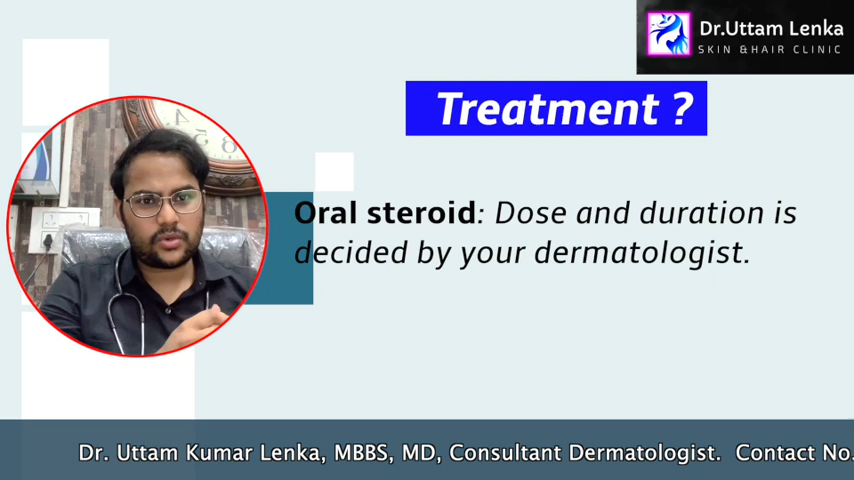 Dr.Uttam Lenka
SKIN &HAIR CLINIC
Treatment ?
Oral steroid: Dose and duration is
decided by your dermatologist.
Dr. Uttam Kumar Lenka, MBBS, MD, Consultant Dermatologist. Contact No.